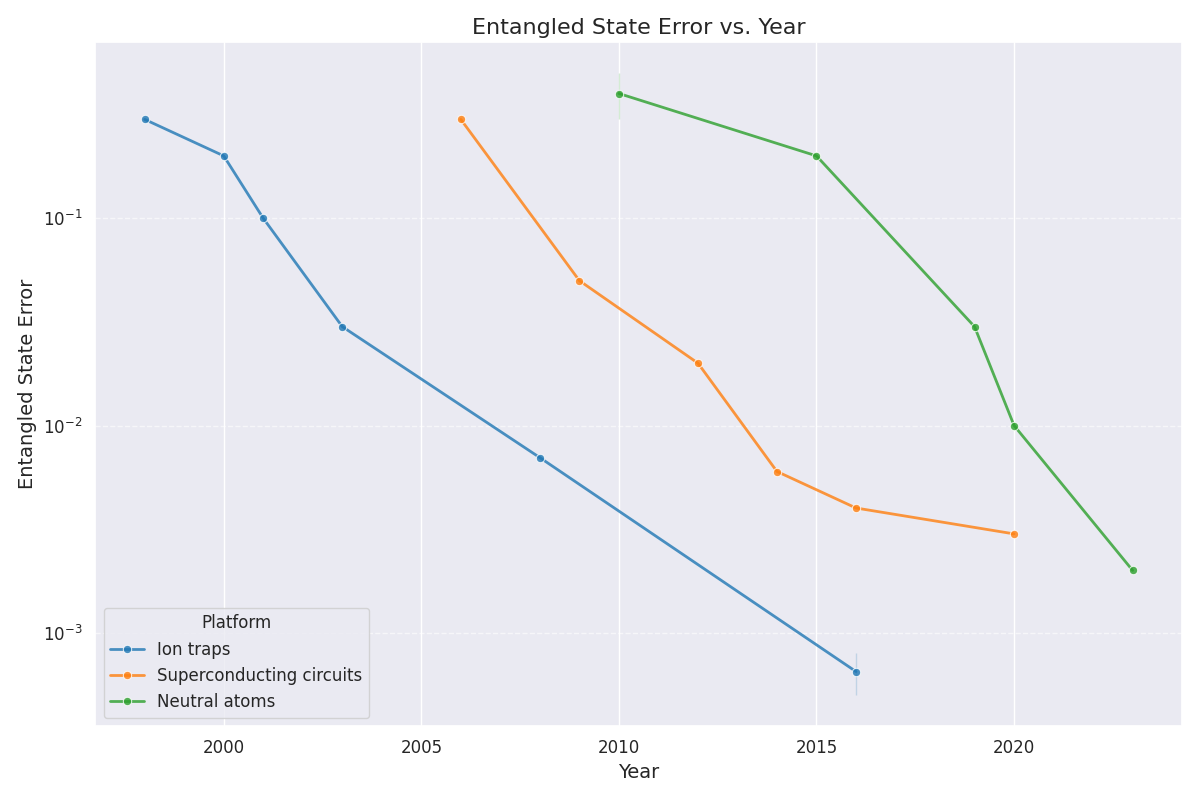 Entangled State Error vs. Year
Entangled State Error
10⁻¹
10⁻²
10⁻³
Platform
Ion traps
Superconducting circuits
Neutral atoms
2000 2005 2010 2015 2020
Year